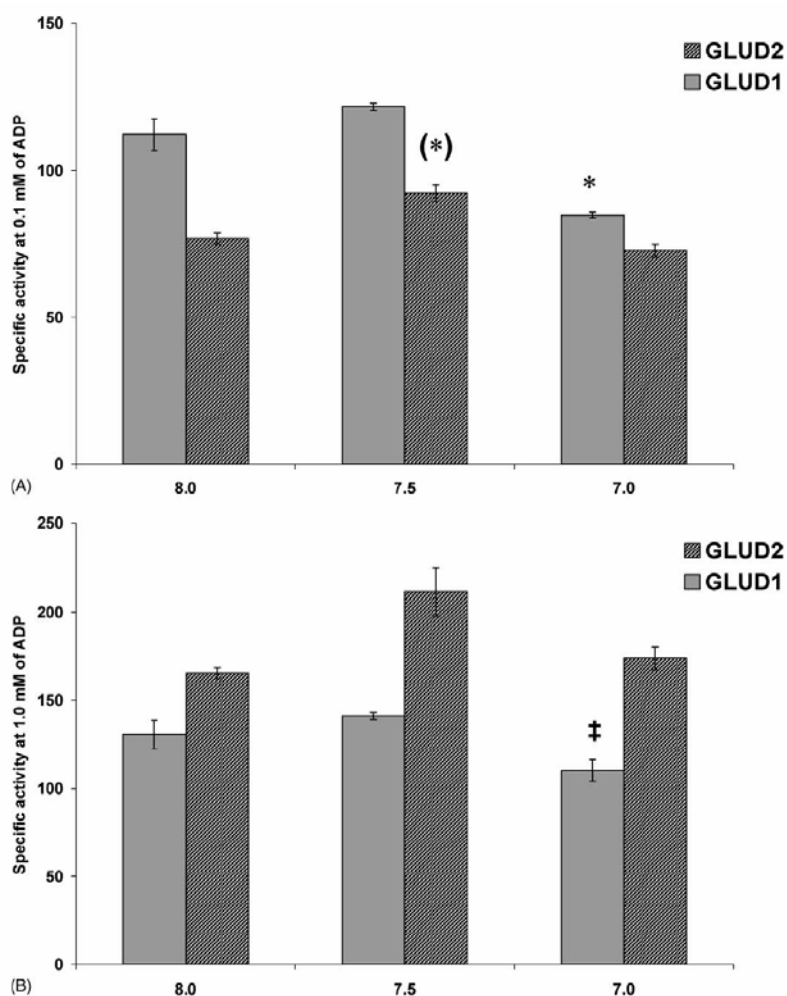 150
GLUD2
GLUD1
(*)
100
*
Specific activity at 0.1 mM of ADP
50
0
(A)
8.0
7.5
7.0
250
GLUD2
GLUD1
200
150
‡
Specific activity at 1.0 mM of ADP
100
50
0
(B)
8.0
7.5
7.0